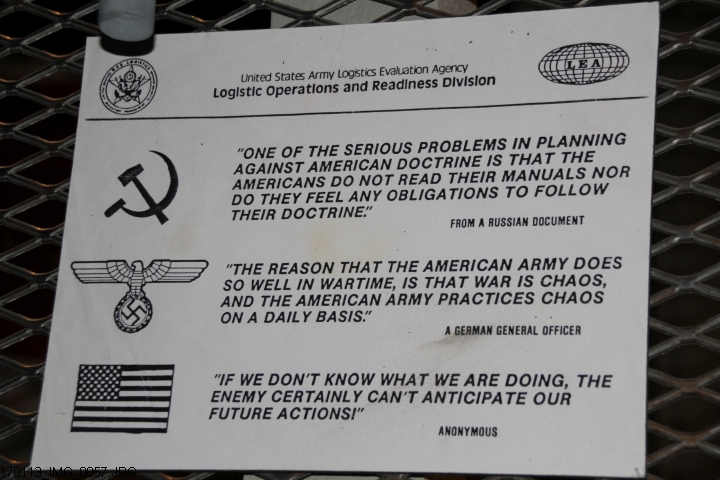 United States Army Logistics Evaluation Agency
Logistic Operations and Readiness Division
LEA
"ONE OF THE SERIOUS PROBLEMS IN PLANNING
AGAINST AMERICAN DOCTRINE IS THAT THE
AMERICANS DO NOT READ THEIR MANUALS NOR
DO THEY FEEL ANY OBLIGATIONS TO FOLLOW
THEIR DOCTRINE."
FROM A RUSSIAN DOCUMENT
"THE REASON THAT THE AMERICAN ARMY DOES
SO WELL IN WARTIME, IS THAT WAR IS CHAOS,
AND THE AMERICAN ARMY PRACTICES CHAOS
ON A DAILY BASIS."
A GERMAN GENERAL OFFICER
"IF WE DON'T KNOW WHAT WE ARE DOING, THE
ENEMY CERTAINLY CAN'T ANTICIPATE OUR
FUTURE ACTIONS!"
ANONYMOUS
170113-IMG_0957.JPG